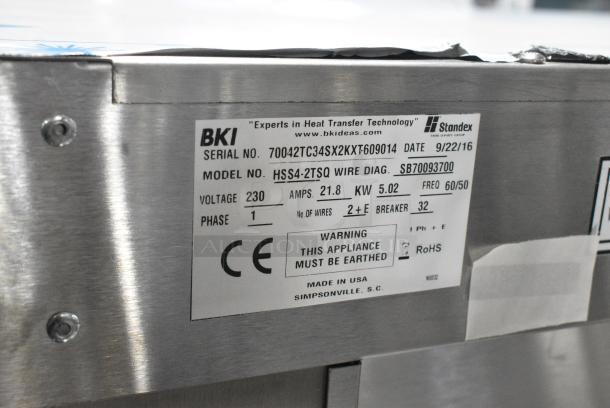 "Experts in Heat Transfer Technology"
BKI www.bkideas.com Standex
SERIAL NO. 70042TC34SX2KXT-609014 DATE 9/22/16
MODEL NO. HSS4-2TSQ WIRE DIAG. SB70093700
VOLTAGE 230 AMPS 21.8 KW 5.02 FREQ 60/50
PHASE 1 No OF WIRES 2+E BREAKER 32
1 Ph + E
WARNING
THIS APPLIANCE
MUST BE EARTHED
CE
RoHS
MADE IN USA
SIMPSONVILLE, S.C.